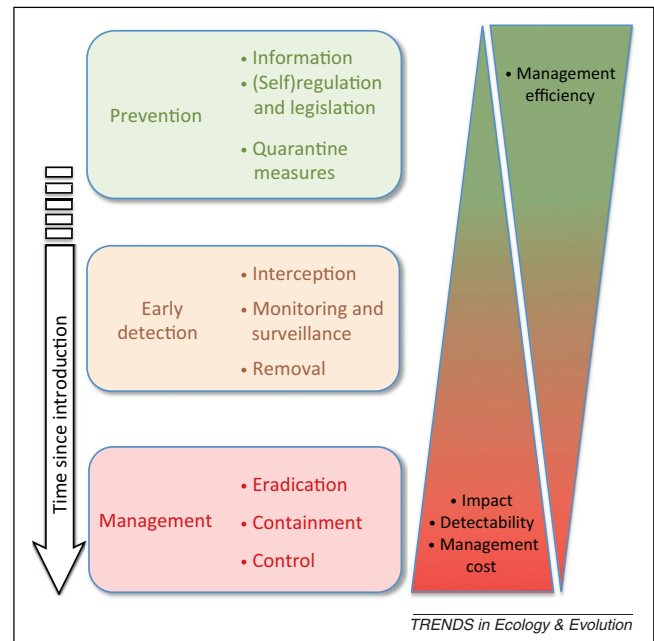 Prevention
• Information
• (Self)regulation
and legislation
• Quarantine
measures
Early
detection
• Interception
• Monitoring and
surveillance
• Removal
Management
• Eradication
• Containment
• Control
Time since introduction
• Management
efficiency
• Impact
• Detectability
• Management
cost
TRENDS in Ecology & Evolution